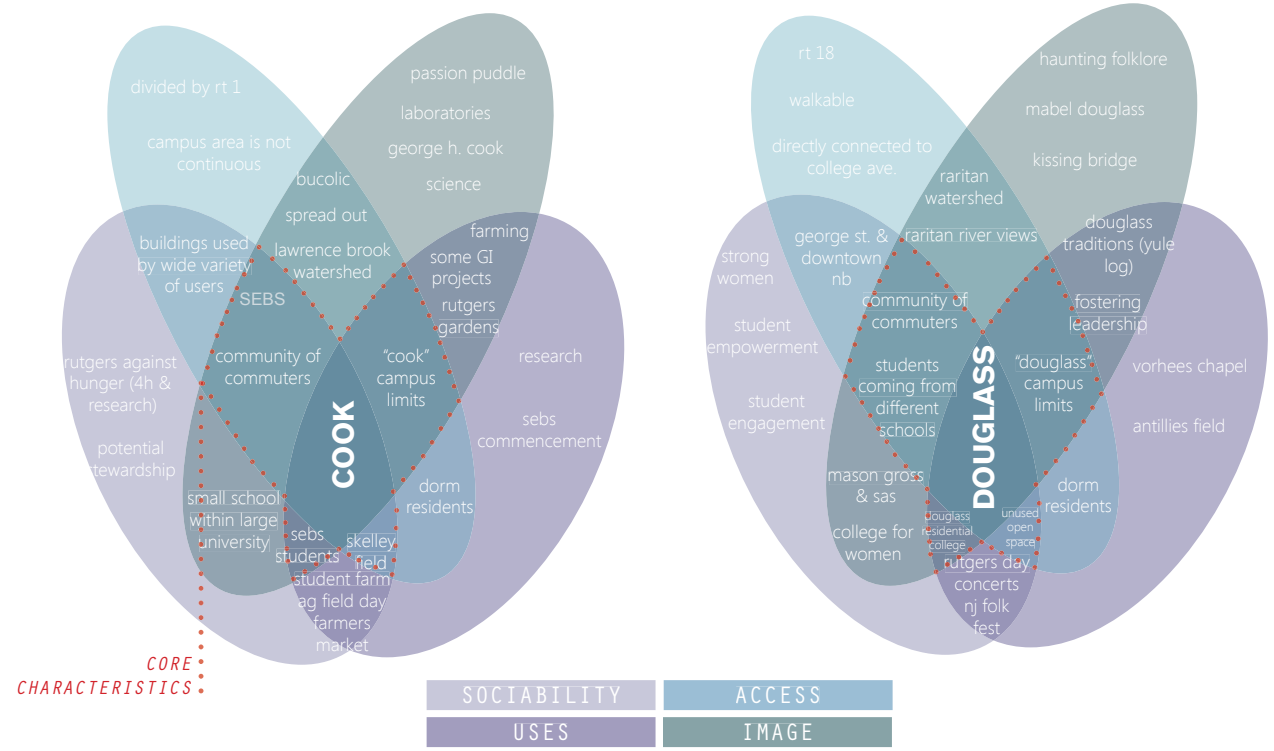 divided by rt 1
campus area is not
continuous
passion puddle
laboratories
george h. cook
science
bucolic
spread out
lawrence brook
watershed
buildings used
by wide variety
of users
farming
some GI
projects
rutgers
gardens
SEBS
community of
commuters
"cook"
campus
limits
COOK
rutgers against
hunger (4h &
research)
potential
stewardship
research
sebs
commencement
small school
within large
university
dorm
residents
sebs
students
skelley
field
student farm
ag field day
farmers
market
CORE
CHARACTERISTICS
rt 18
walkable
directly connected to
college ave.
haunting folklore
mabel douglass
kissing bridge
raritan
watershed
raritan river views
george st. &
downtown
nb
douglass
traditions (yule
log)
fostering
leadership
strong
women
student
empowerment
student
engagement
community of
commuters
students
coming from
different
schools
"douglass"
campus
limits
DOUGLASS
vorhees chapel
antillies field
mason gross
& sas
college for
women
dorm
residents
douglass
residential
college
unused
open
space
rutgers day
concerts
nj folk
fest
SOCIABILITY
ACCESS
USES
IMAGE